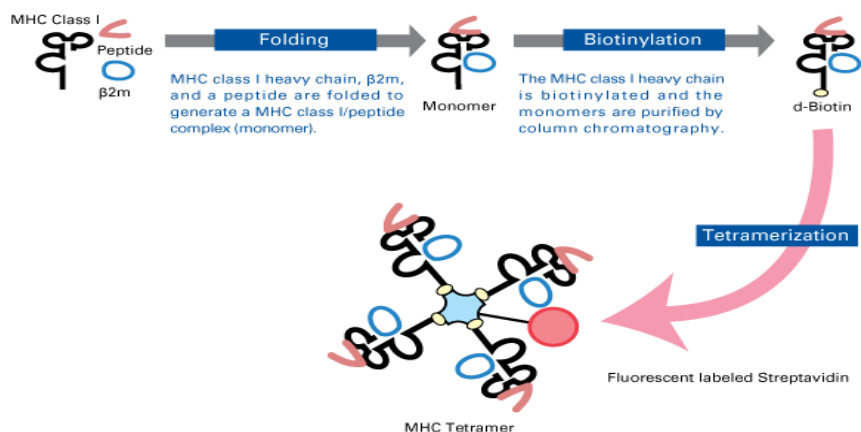 MHC Class I
Peptide
β2m
Folding
MHC class I heavy chain, β2m,
and a peptide are folded to
generate a MHC class I/peptide
complex (monomer).
Monomer
Biotinylation
The MHC class I heavy chain
is biotinylated and the
monomers are purified by
column chromatography.
d-Biotin
Tetramerization
Fluorescent labeled Streptavidin
MHC Tetramer